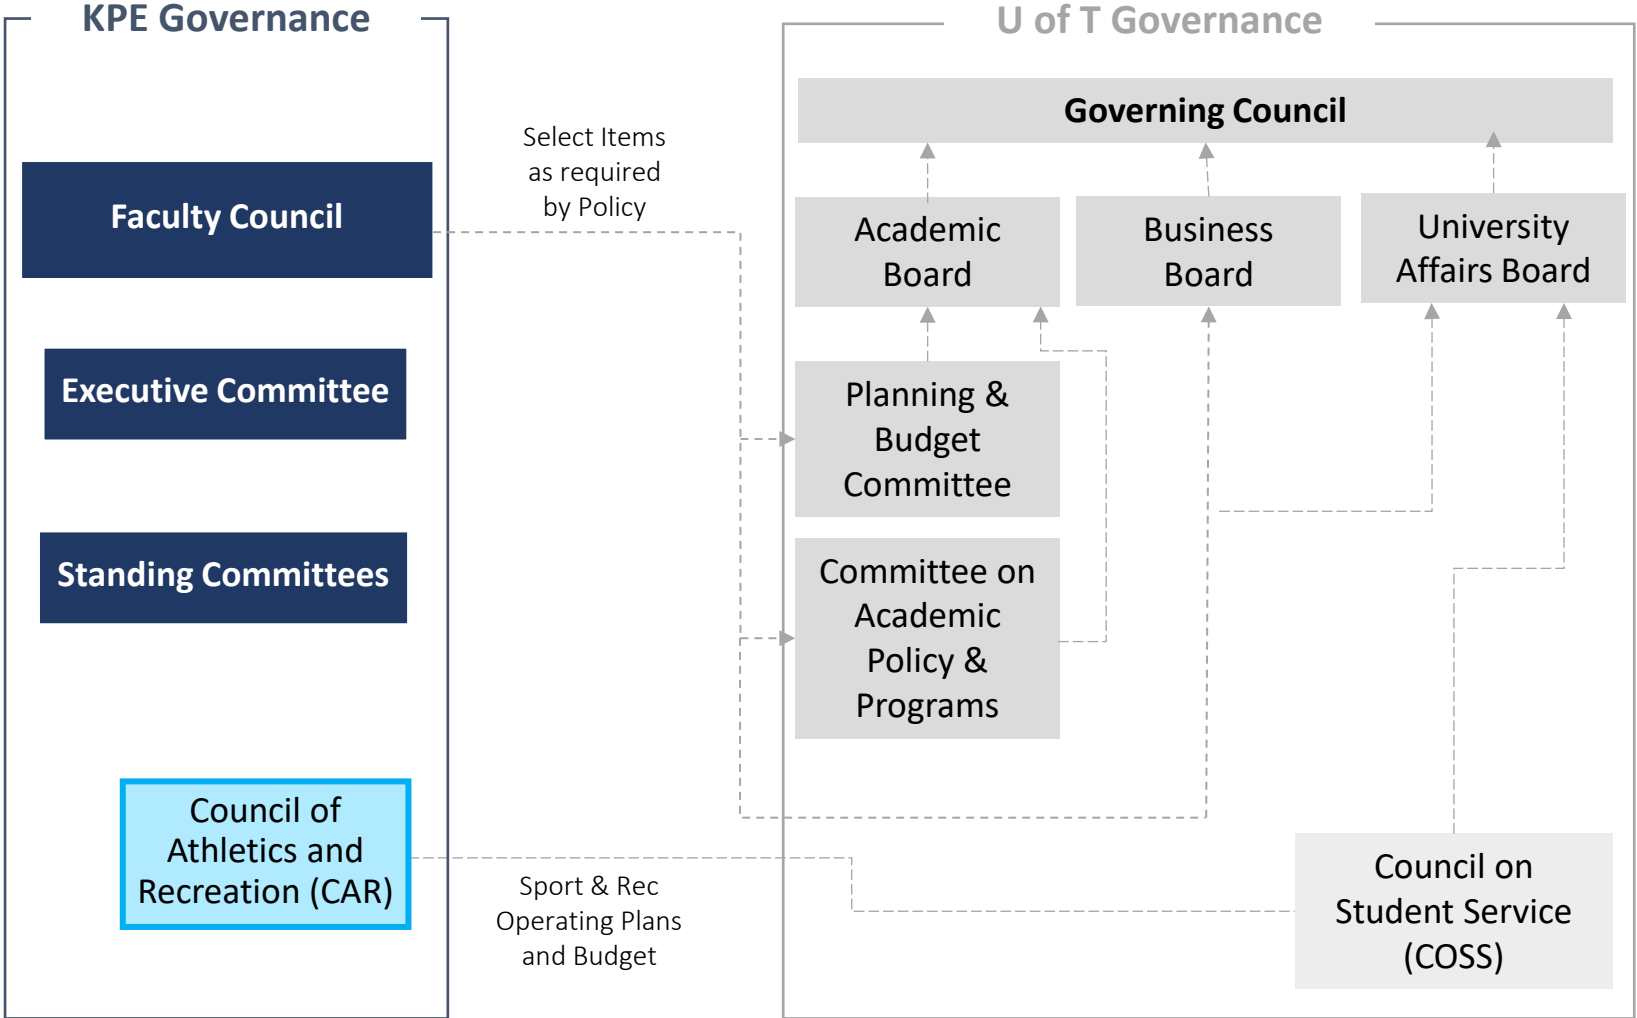 KPE Governance
Faculty Council
Executive Committee
Standing Committees
Council of
Athletics and
Recreation (CAR)
Select Items
as required
by Policy
Sport & Rec
Operating Plans
and Budget
U of T Governance
Governing Council
Academic
Board
Business
Board
University
Affairs Board
Planning &
Budget
Committee
Committee on
Academic
Policy &
Programs
Council on
Student Service
(COSS)